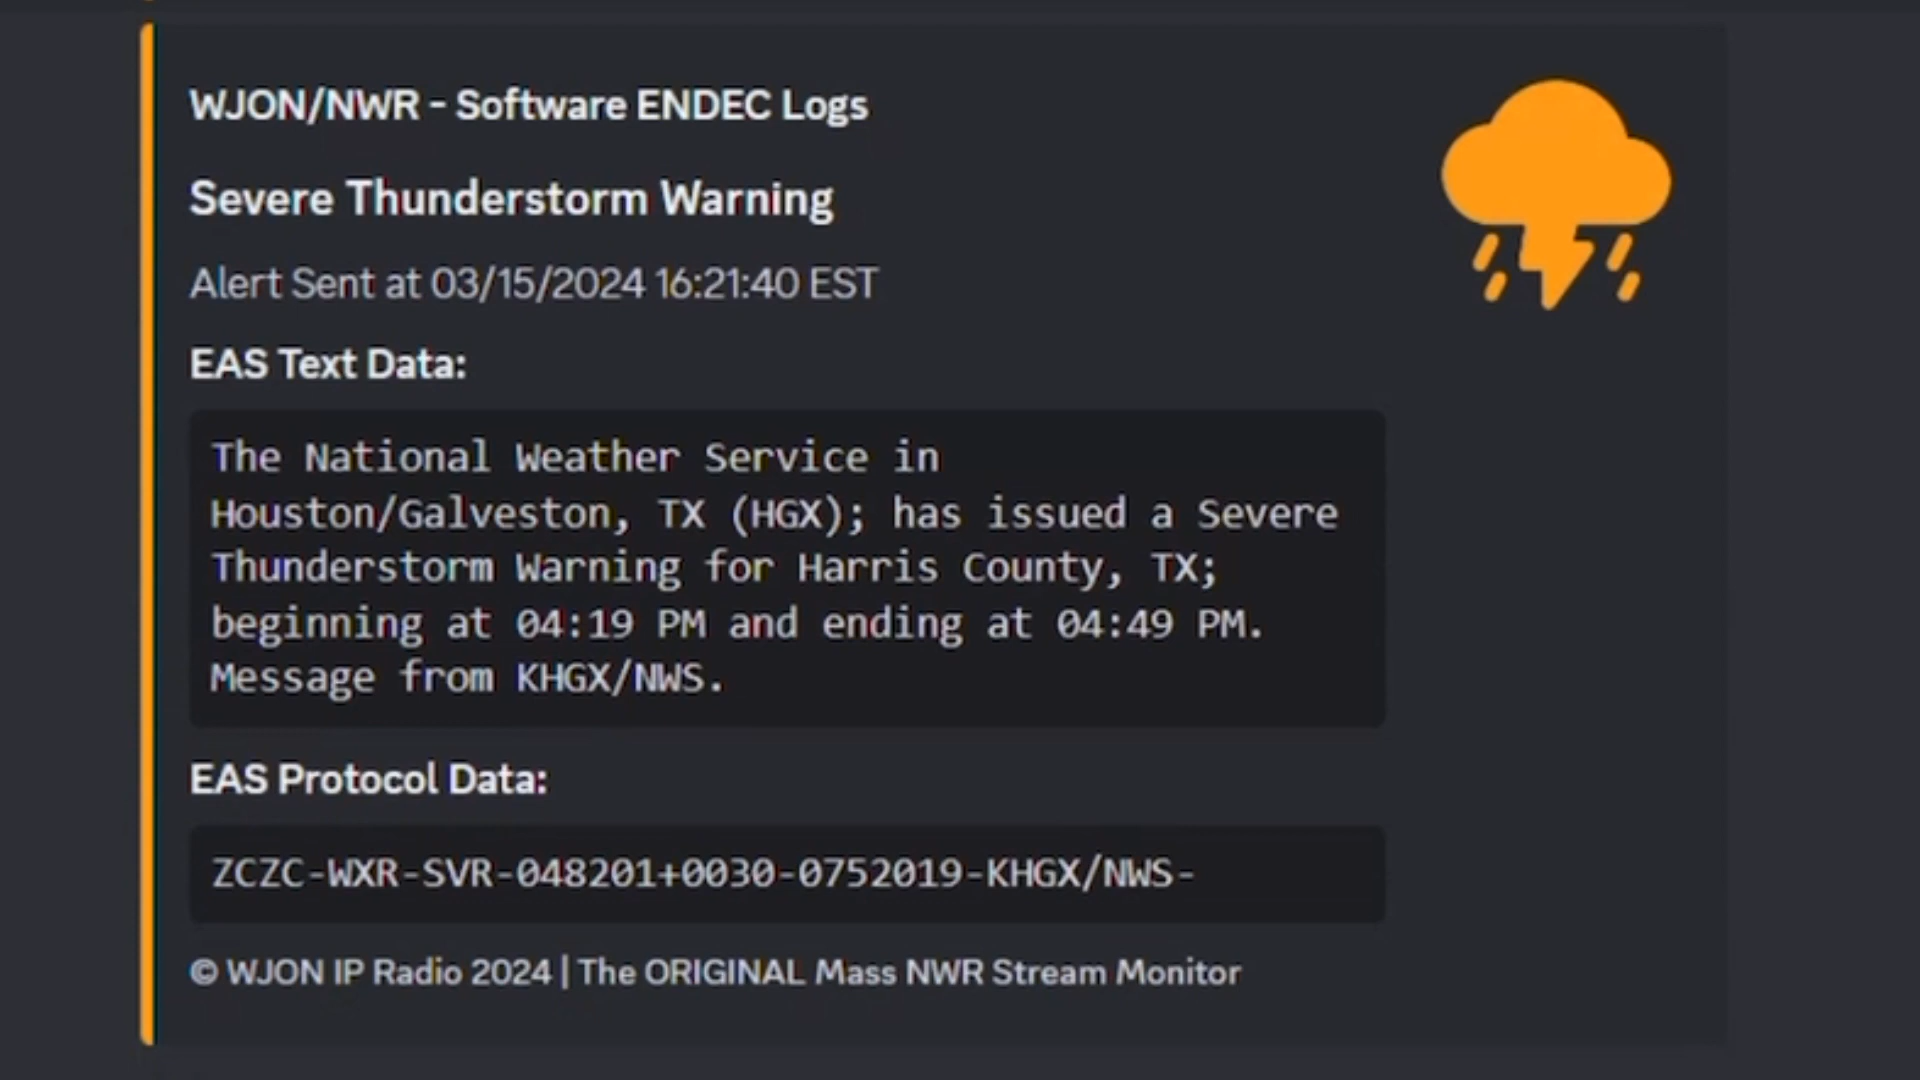 WJON/NWR - Software ENDEC Logs
Severe Thunderstorm Warning
Alert Sent at 03/15/2024 16:21:40 EST
EAS Text Data:
The National Weather Service in
Houston/Galveston, TX (HGX); has issued a Severe
Thunderstorm Warning for Harris County, TX;
beginning at 04:19 PM and ending at 04:49 PM.
Message from KHGX/NWS.
EAS Protocol Data:
ZCZC-WXR-SVR-048201+0030-0752019-KHGX/NWS-
© WJON IP Radio 2024 | The ORIGINAL Mass NWR Stream Monitor